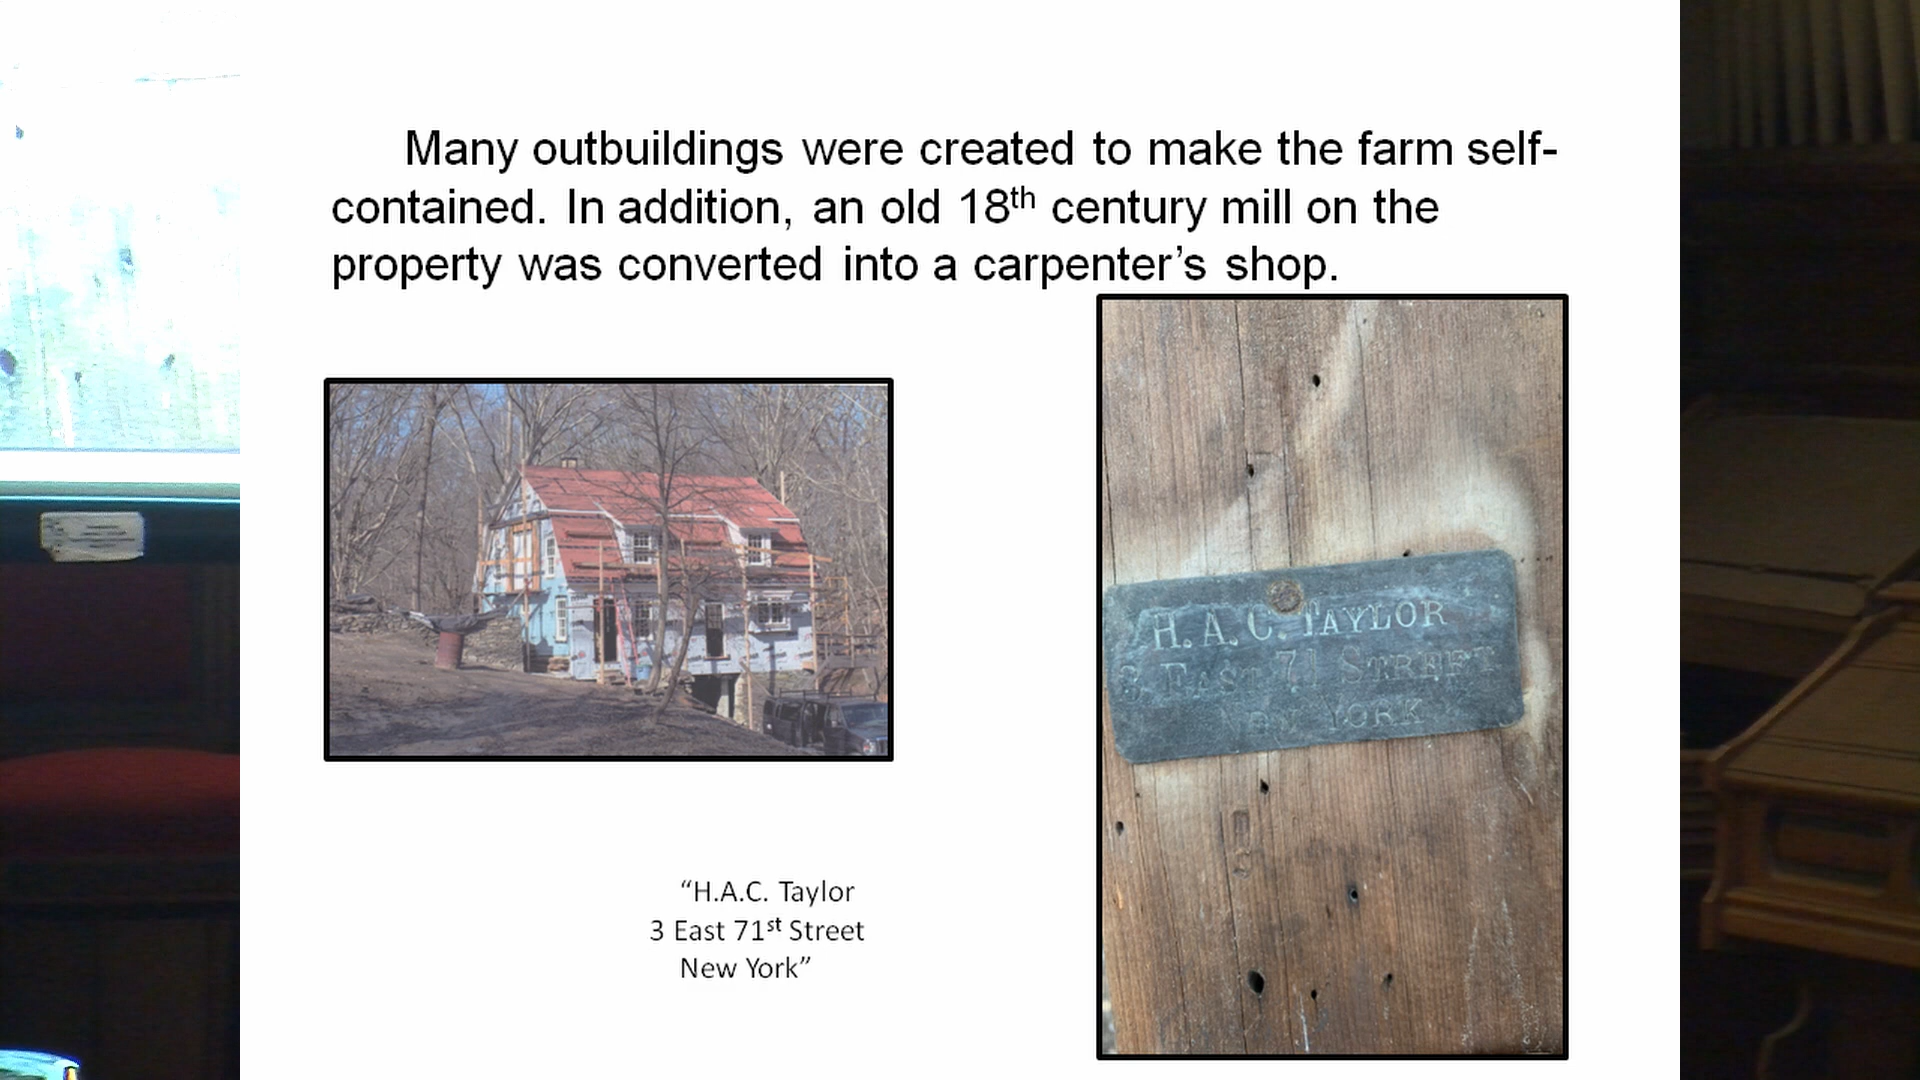 Many outbuildings were created to make the farm self-
contained. In addition, an old 18th century mill on the
property was converted into a carpenter's shop.
H. A. C. TAYLOR
3 EAST 71 STREET
NEW YORK
“H.A.C. Taylor
3 East 71st Street
New York”